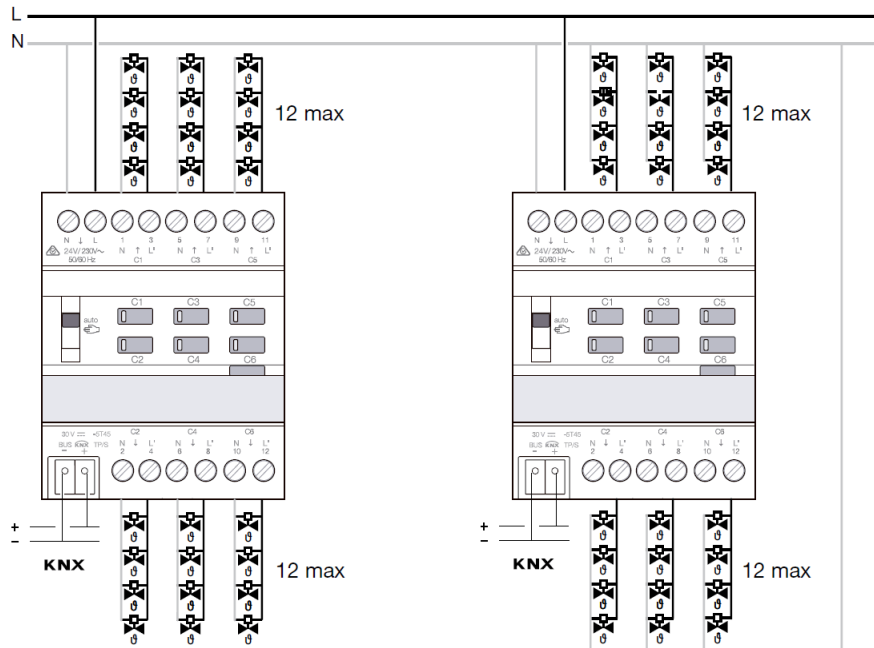 L
N
ϑ ϑ ϑ
ϑ ϑ ϑ
12 max
ϑ ϑ ϑ
ϑ ϑ ϑ
N ↓ L 1 3 5 7 9 11
24V/230V~ N ↑ L' N ↑ L' N ↑ L'
50/60 Hz C1 C3 C5
C1 C3 C5
auto
C2 C4 C6
30 V ⎓ -5T45 C2 C4 C6
BUS KNX TP/S N ↓ L' N ↓ L' N ↓ L'
- + 2 4 6 8 10 12
+
-
KNX
ϑ ϑ ϑ
ϑ ϑ ϑ
12 max
ϑ ϑ ϑ
ϑ ϑ ϑ
ϑ ϑ ϑ
ϑ ϑ ϑ
12 max
ϑ ϑ ϑ
ϑ ϑ ϑ
N ↓ L 1 3 5 7 9 11
24V/230V~ N ↑ L' N ↑ L' N ↑ L'
50/60 Hz C1 C3 C5
C1 C3 C5
auto
C2 C4 C6
30 V ⎓ -5T45 C2 C4 C6
BUS KNX TP/S N ↓ L' N ↓ L' N ↓ L'
- + 2 4 6 8 10 12
+
-
KNX
ϑ ϑ ϑ
ϑ ϑ ϑ
12 max
ϑ ϑ ϑ
ϑ ϑ ϑ